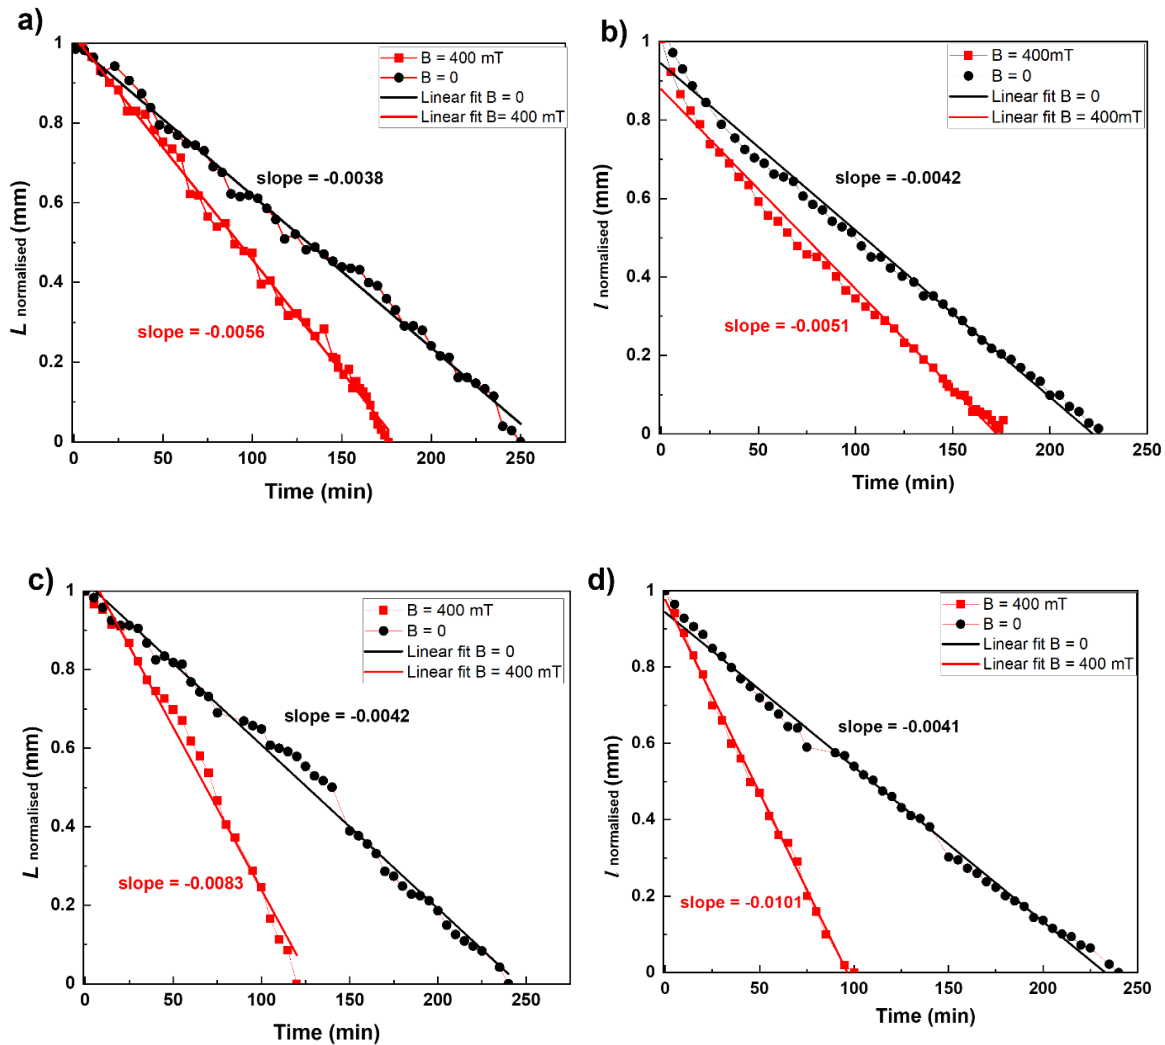 a)
B = 400 mT
B = 0
Linear fit B = 0
Linear fit B= 400 mT
slope = -0.0038
slope = -0.0056
L normalised (mm)
1
0.8
0.6
0.4
0.2
0
0 50 100 150 200 250
Time (min)
b)
B = 400mT
B = 0
Linear fit B = 0
Linear fit B = 400mT
slope = -0.0042
slope = -0.0051
l normalised (mm)
1
0.8
0.6
0.4
0.2
0
0 50 100 150 200 250
Time (min)
c)
B = 400 mT
B = 0
Linear fit B = 0
Linear fit B = 400 mT
slope = -0.0042
slope = -0.0083
L normalised (mm)
1
0.8
0.6
0.4
0.2
0
0 50 100 150 200 250
Time (min)
d)
B = 400 mT
B = 0
Linear fit B = 0
Linear fit B = 400 mT
slope = -0.0041
slope = -0.0101
l normalised (mm)
1
0.8
0.6
0.4
0.2
0
0 50 100 150 200 250
Time (min)